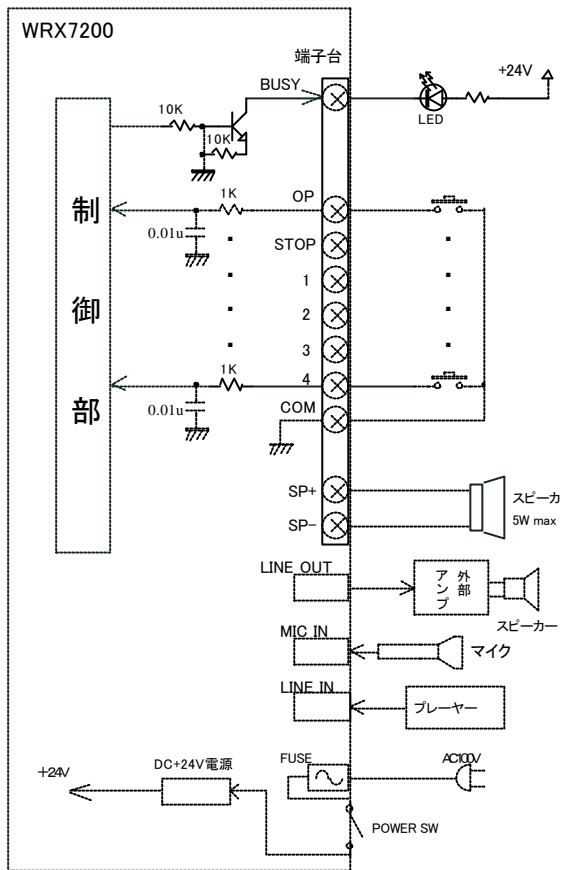 WRX7200
端子台
BUSY
+24V
LED
10K
10K
制御部
OP
1K
0.01u
STOP
1
2
3
4
1K
0.01u
COM
SP+
SP-
スピーカ
5W max
LINE OUT
外部
アンプ
スピーカー
MIC IN
マイク
LINE IN
プレーヤー
FUSE
AC100V
+24V
DC+24V電源
POWER SW